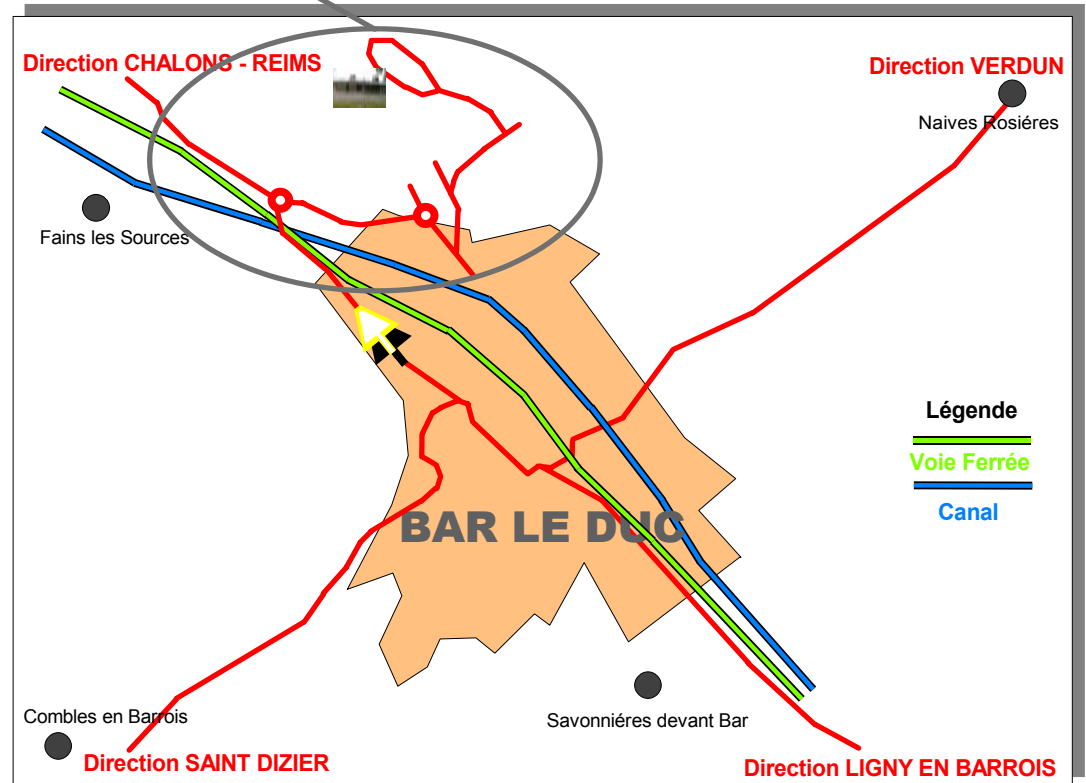 Direction CHALONS - REIMS
Direction VERDUN
Naives Rosiéres
Fains les Sources
Légende
Voie Ferrée
Canal
BAR LE DUC
Combles en Barrois
Savonniéres devant Bar
Direction SAINT DIZIER
Direction LIGNY EN BARROIS